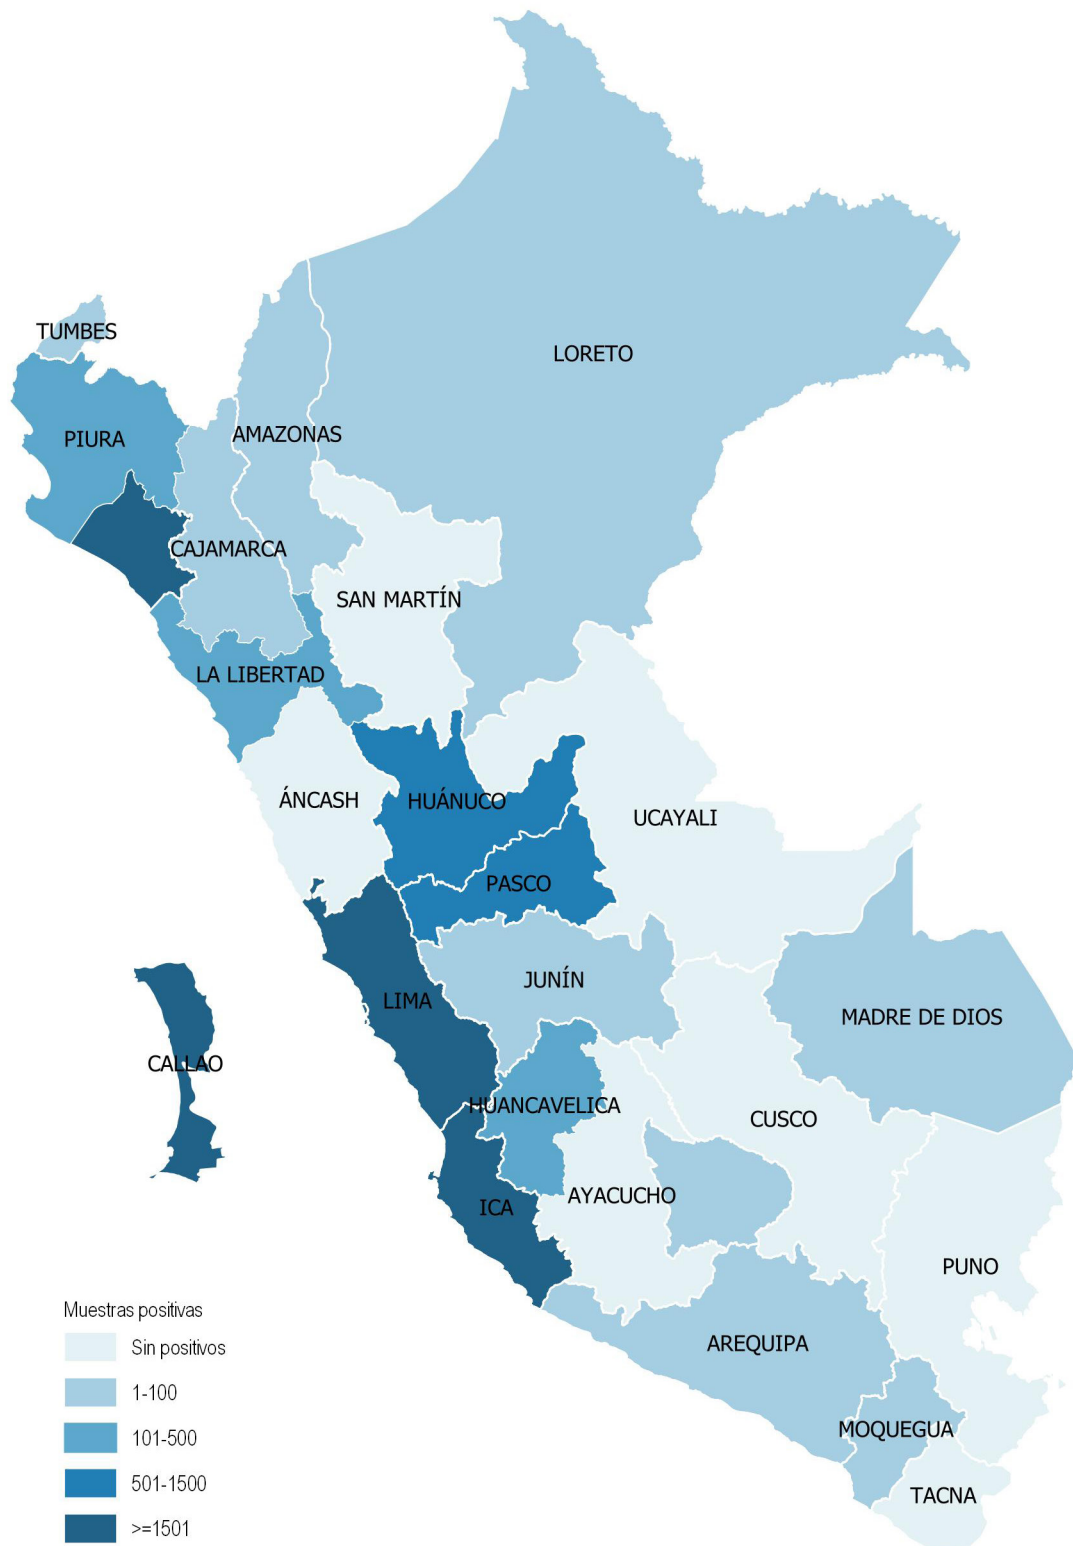 TUMBES
LORETO
PIURA
AMAZONAS
CAJAMARCA
SAN MARTÍN
LA LIBERTAD
ÁNCASH
HUÁNUCO
UCAYALI
PASCO
JUNÍN
LIMA
MADRE DE DIOS
CALLAO
HUANCAVELICA
CUSCO
AYACUCHO
ICA
PUNO
AREQUIPA
MOQUEGUA
TACNA
Muestras positivas
Sin positivos
1-100
101-500
501-1500
>=1501